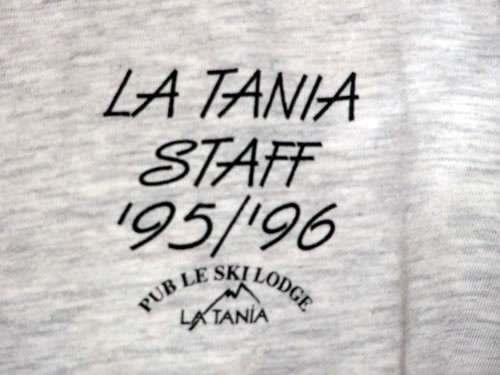 LA TANIA
STAFF
'95/'96
PUB LE SKI LODGE
LA TANIA